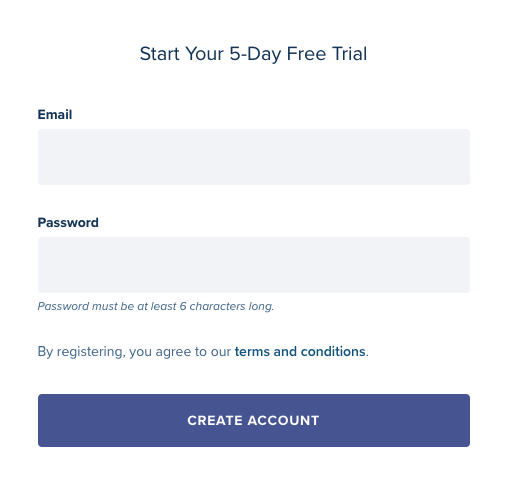 Start Your 5-Day Free Trial
Email
Password
Password must be at least 6 characters long.
By registering, you agree to our terms and conditions.
CREATE ACCOUNT